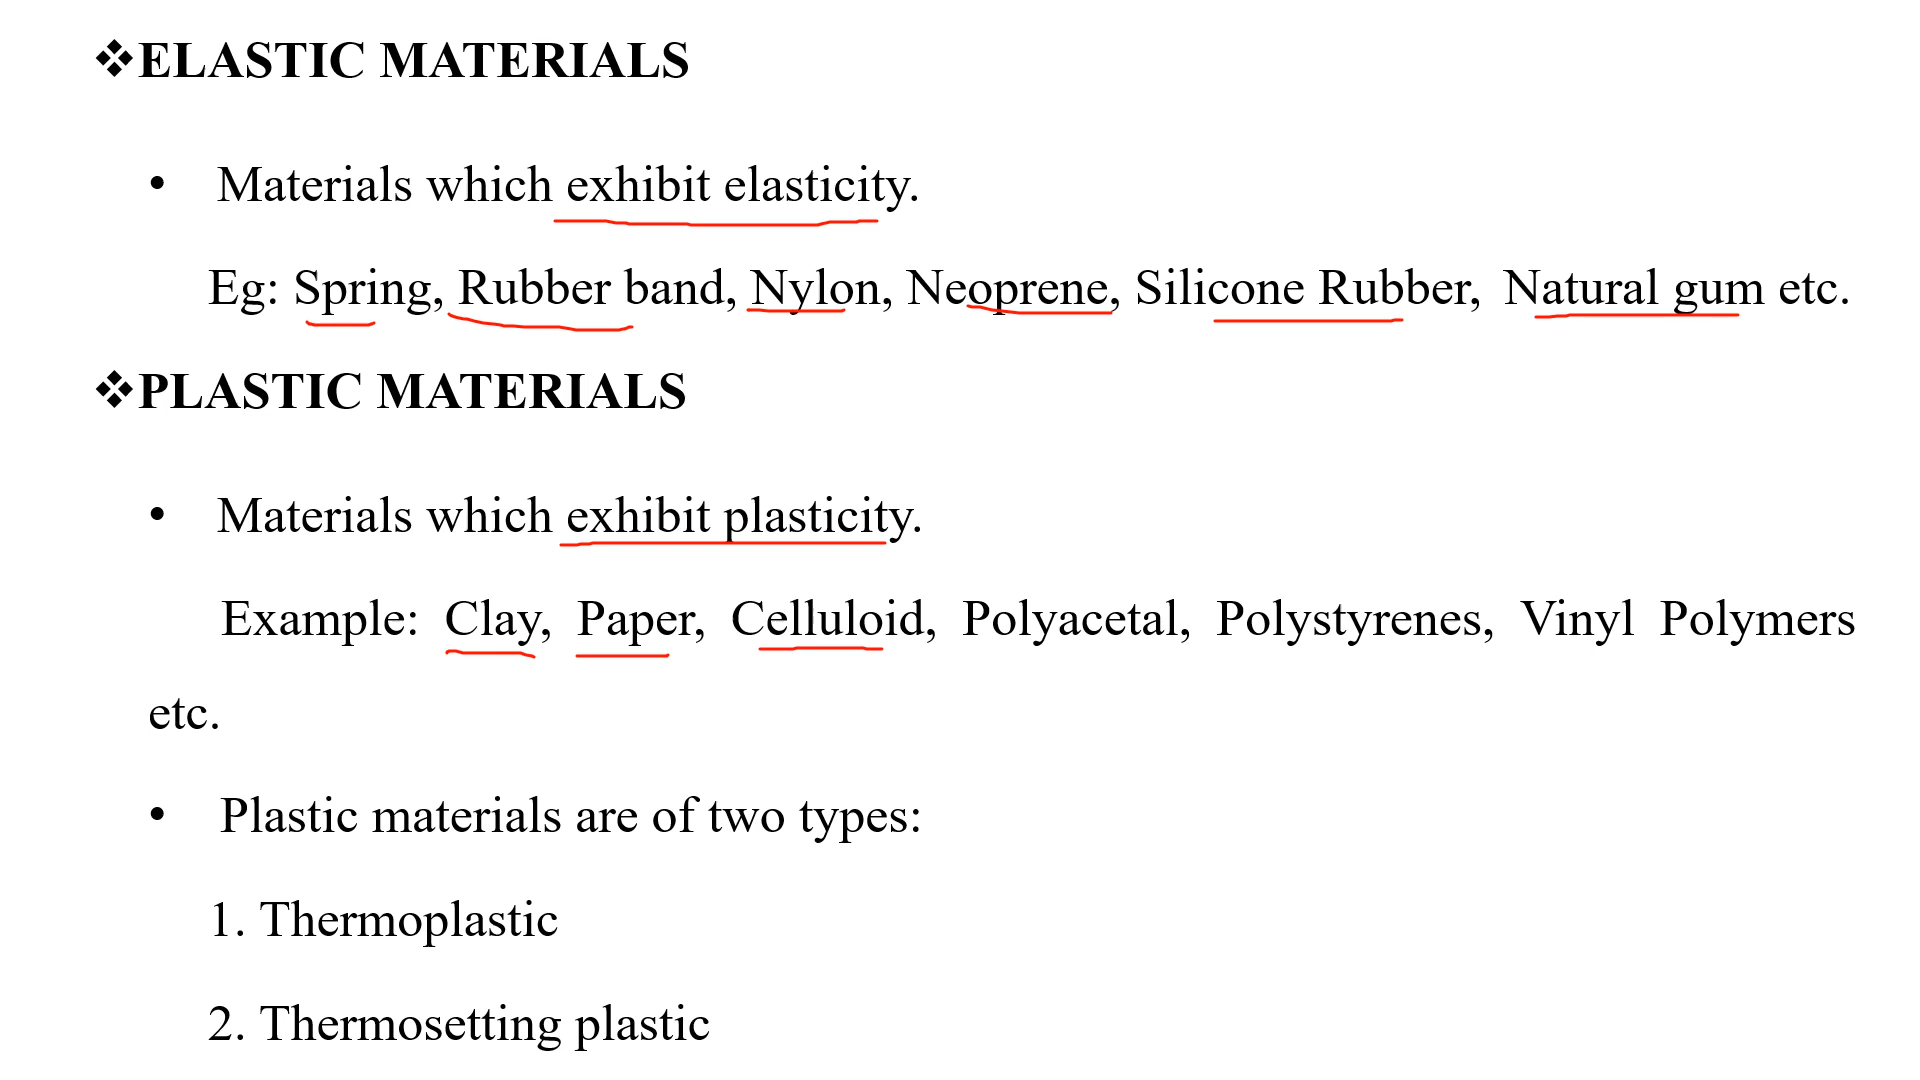 ❖ELASTIC MATERIALS
• Materials which exhibit elasticity.
Eg: Spring, Rubber band, Nylon, Neoprene, Silicone Rubber, Natural gum etc.
❖PLASTIC MATERIALS
• Materials which exhibit plasticity.
Example: Clay, Paper, Celluloid, Polyacetal, Polystyrenes, Vinyl Polymers
etc.
• Plastic materials are of two types:
1. Thermoplastic
2. Thermosetting plastic